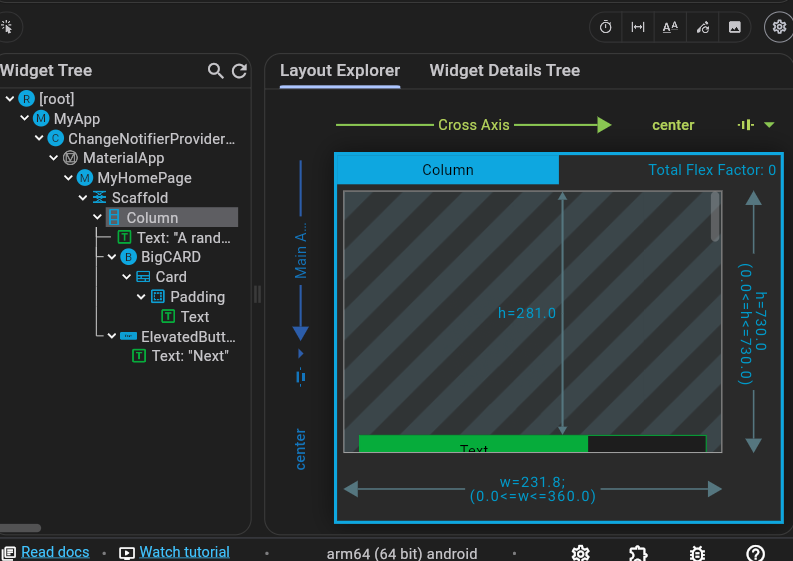 Widget Tree
[root]
MyApp
ChangeNotifierProvider…
MaterialApp
MyHomePage
Scaffold
Column
Text: "A rand…
BigCARD
Card
Padding
Text
ElevatedButt…
Text: "Next"
Layout Explorer
Widget Details Tree
Cross Axis
center
Column
Total Flex Factor: 0
Main A…
center
h=281.0
h=730.0
(0.0<=h<=730.0)
Text
w=231.8;
(0.0<=w<=360.0)
Read docs
Watch tutorial
arm64 (64 bit) android